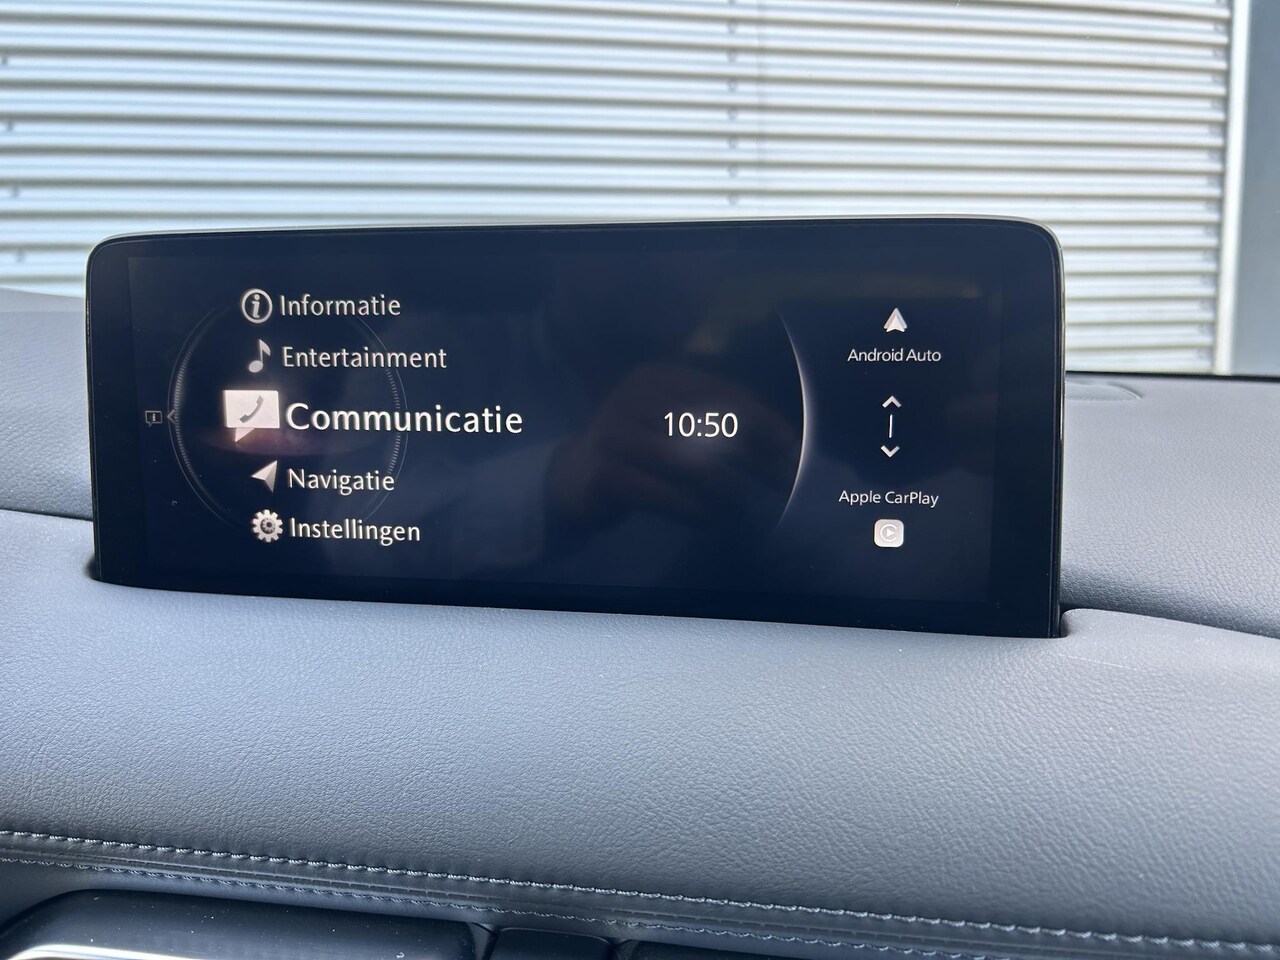 Informatie
Entertainment
Communicatie
Navigatie
Instellingen
10:50
Android Auto
Apple CarPlay